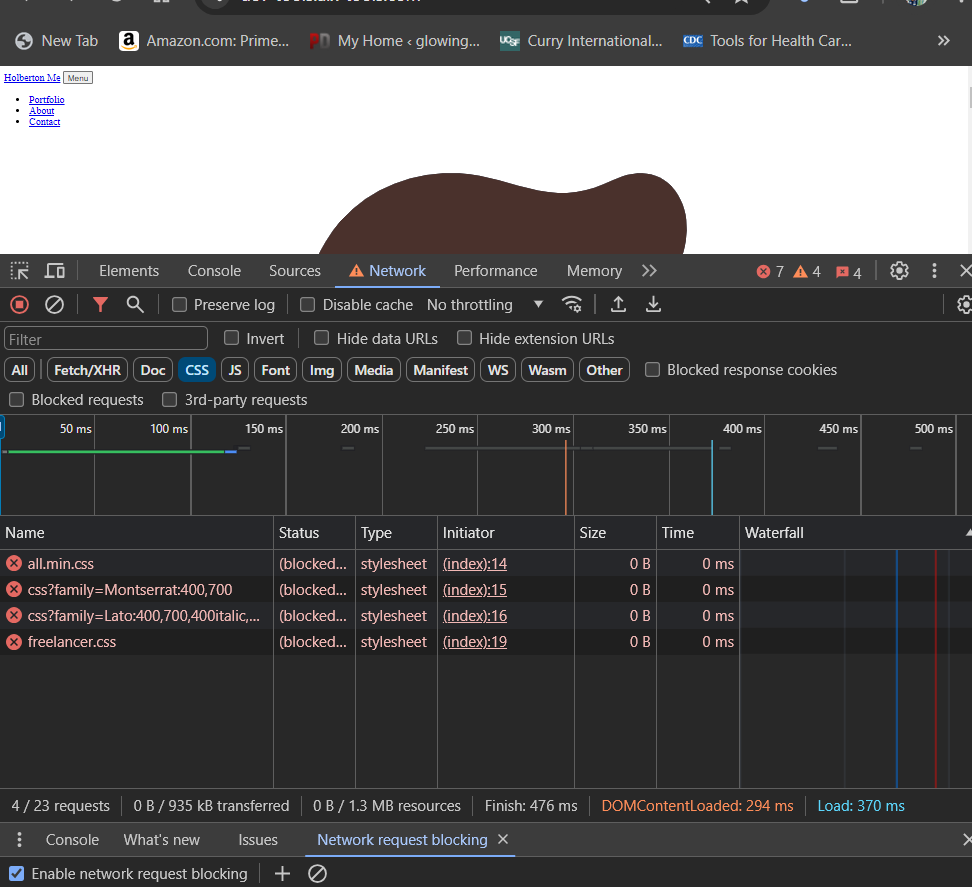 New Tab Amazon.com: Prime... My Home ‹ glowing... Curry International... CDC Tools for Health Car... »
Holberton Me Menu
• Portfolio
• About
• Contact
Elements Console Sources Network Performance Memory 7 4 4
Preserve log Disable cache No throttling
Filter Invert Hide data URLs Hide extension URLs
All Fetch/XHR Doc CSS JS Font Img Media Manifest WS Wasm Other Blocked response cookies
Blocked requests 3rd-party requests
50 ms 100 ms 150 ms 200 ms 250 ms 300 ms 350 ms 400 ms 450 ms 500 ms
Name Status Type Initiator Size Time Waterfall
all.min.css (blocked... stylesheet (index):14 0 B 0 ms
css?family=Montserrat:400,700 (blocked... stylesheet (index):15 0 B 0 ms
css?family=Lato:400,700,400italic,... (blocked... stylesheet (index):16 0 B 0 ms
freelancer.css (blocked... stylesheet (index):19 0 B 0 ms
4 / 23 requests 0 B / 935 kB transferred 0 B / 1.3 MB resources Finish: 476 ms DOMContentLoaded: 294 ms Load: 370 ms
Console What's new Issues Network request blocking
Enable network request blocking